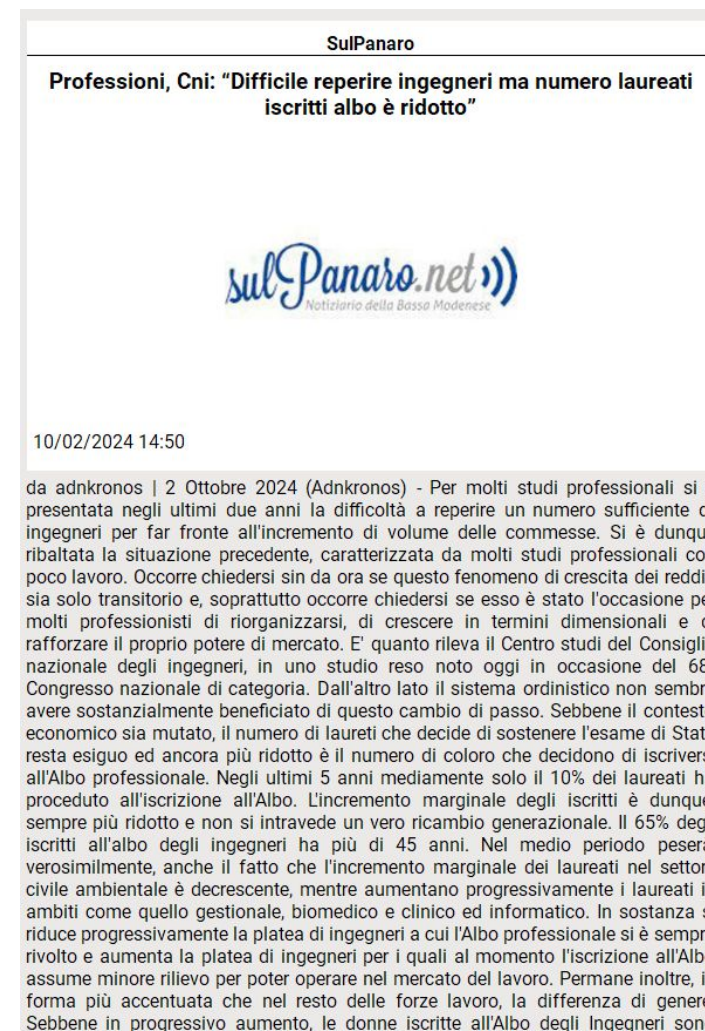 SulPanaro
Professioni, Cni: “Difficile reperire ingegneri ma numero laureati
iscritti albo è ridotto”
sulPanaro.net
Notiziario della Bassa Modenese
10/02/2024 14:50
da adnkronos | 2 Ottobre 2024 (Adnkronos) - Per molti studi professionali si
presentata negli ultimi due anni la difficoltà a reperire un numero sufficiente
ingegneri per far fronte all'incremento di volume delle commesse. Si è dunqu
ribaltata la situazione precedente, caratterizzata da molti studi professionali co
poco lavoro. Occorre chiedersi sin da ora se questo fenomeno di crescita dei reddi
sia solo transitorio e, soprattutto occorre chiedersi se esso è stato l'occasione pe
molti professionisti di riorganizzarsi, di crescere in termini dimensionali e
rafforzare il proprio potere di mercato. E' quanto rileva il Centro studi del Consigli
nazionale degli ingegneri, in uno studio reso noto oggi in occasione del 68
Congresso nazionale di categoria. Dall'altro lato il sistema ordinistico non sembr
avere sostanzialmente beneficiato di questo cambio di passo. Sebbene il contest
economico sia mutato, il numero di laureti che decide di sostenere l'esame di Stat
resta esiguo ed ancora più ridotto è il numero di coloro che decidono di iscrivers
all'Albo professionale. Negli ultimi 5 anni mediamente solo il 10% dei laureati h
proceduto all'iscrizione all'Albo. L'incremento marginale degli iscritti è dunque
sempre più ridotto e non si intravede un vero ricambio generazionale. Il 65% deg
iscritti all'albo degli ingegneri ha più di 45 anni. Nel medio periodo peser
verosimilmente, anche il fatto che l'incremento marginale dei laureati nel settor
civile ambientale è decrescente, mentre aumentano progressivamente i laureati i
ambiti come quello gestionale, biomedico e clinico ed informatico. In sostanza s
riduce progressivamente la platea di ingegneri a cui l'Albo professionale si è sempr
rivolto e aumenta la platea di ingegneri per i quali al momento l'iscrizione all'Alb
assume minore rilievo per poter operare nel mercato del lavoro. Permane inoltre, i
forma più accentuata che nel resto delle forze lavoro, la differenza di genere
Sebbene in progressivo aumento, le donne iscritte all'Albo degli Ingegneri son